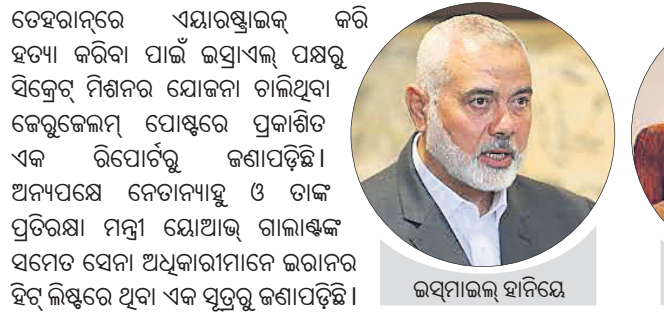 ତେହରାନ୍‌ରେ ଏୟାରଷ୍ଟ୍ରାଇକ୍ କରି
ହତ୍ୟା କରିବା ପାଇଁ ଇସ୍ରାଏଲ୍ ପକ୍ଷରୁ
ସିକ୍ରେଟ୍ ମିଶନର ଯୋଜନା ଚାଲିଥିବା
ଜେରୁଜେଲମ୍ ପୋଷ୍ଟରେ ପ୍ରକାଶିତ
ଏକ ରିପୋର୍ଟରୁ ଜଣାପଡ଼ିଛି।
ଅନ୍ୟପକ୍ଷେ ନେତାନ୍ୟାହୁ ଓ ତାଙ୍କ
ପ୍ରତିରକ୍ଷା ମନ୍ତ୍ରୀ ୟୋଆଭ୍ ଗାଲାଣ୍ଟଙ୍କ
ସମେତ ସେନା ଅଧିକାରୀମାନେ ଇରାନର
ହିଟ୍ ଲିଷ୍ଟରେ ଥିବା ଏକ ସୂତ୍ରରୁ ଜଣାପଡ଼ିଛି।
ଇସ୍‌ମାଇଲ୍ ହାନିୟେ